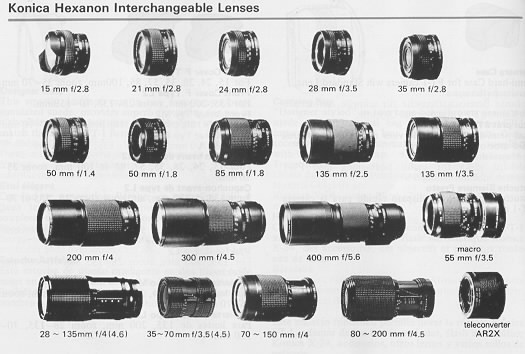 Konica Hexanon Interchangeable Lenses
15 mm f/2.8
21 mm f/2.8
24 mm f/2.8
28 mm f/3.5
35 mm f/2.8
50 mm f/1.4
50 mm f/1.8
85 mm f/1.8
135 mm f/2.5
135 mm f/3.5
200 mm f/4
300 mm f/4.5
400 mm f/5.6
macro
55 mm f/3.5
28 ~ 135mm f/4(4.6)
35~70mm f/3.5(4.5)
70 ~ 150 mm f/4
80 ~ 200 mm f/4.5
teleconverter
AR2X